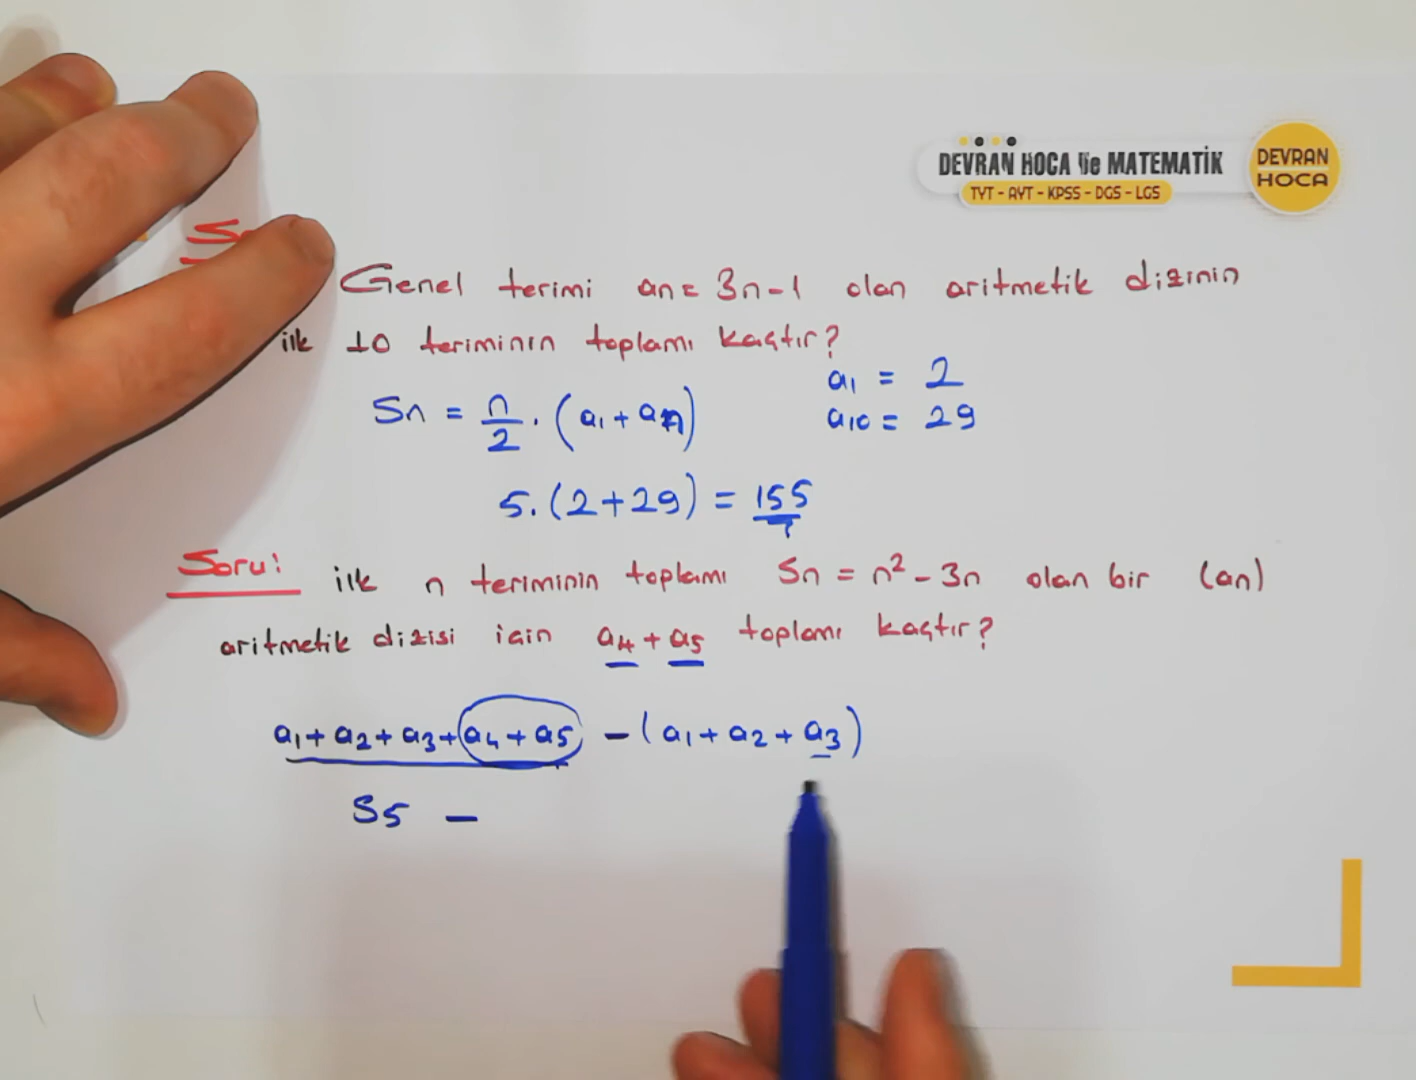 DEVRAN HOCA ile MATEMATİK
TYT - AYT - KPSS - DGS - LGS
DEVRAN
HOCA
Genel terimi an = 3n-1 olan aritmetik dizinin
ilk 10 teriminin toplamı kaçtır?
a1 = 2
Sn = n/2 . (a1 + an)
a10 = 29
5.(2+29) = 155
Soru: ilk n teriminin toplamı Sn = n² - 3n olan bir (an)
aritmetik dizisi için a4 + a5 toplamı kaçtır?
a1 + a2 + a3 + a4 + a5 - (a1 + a2 + a3)
S5 -